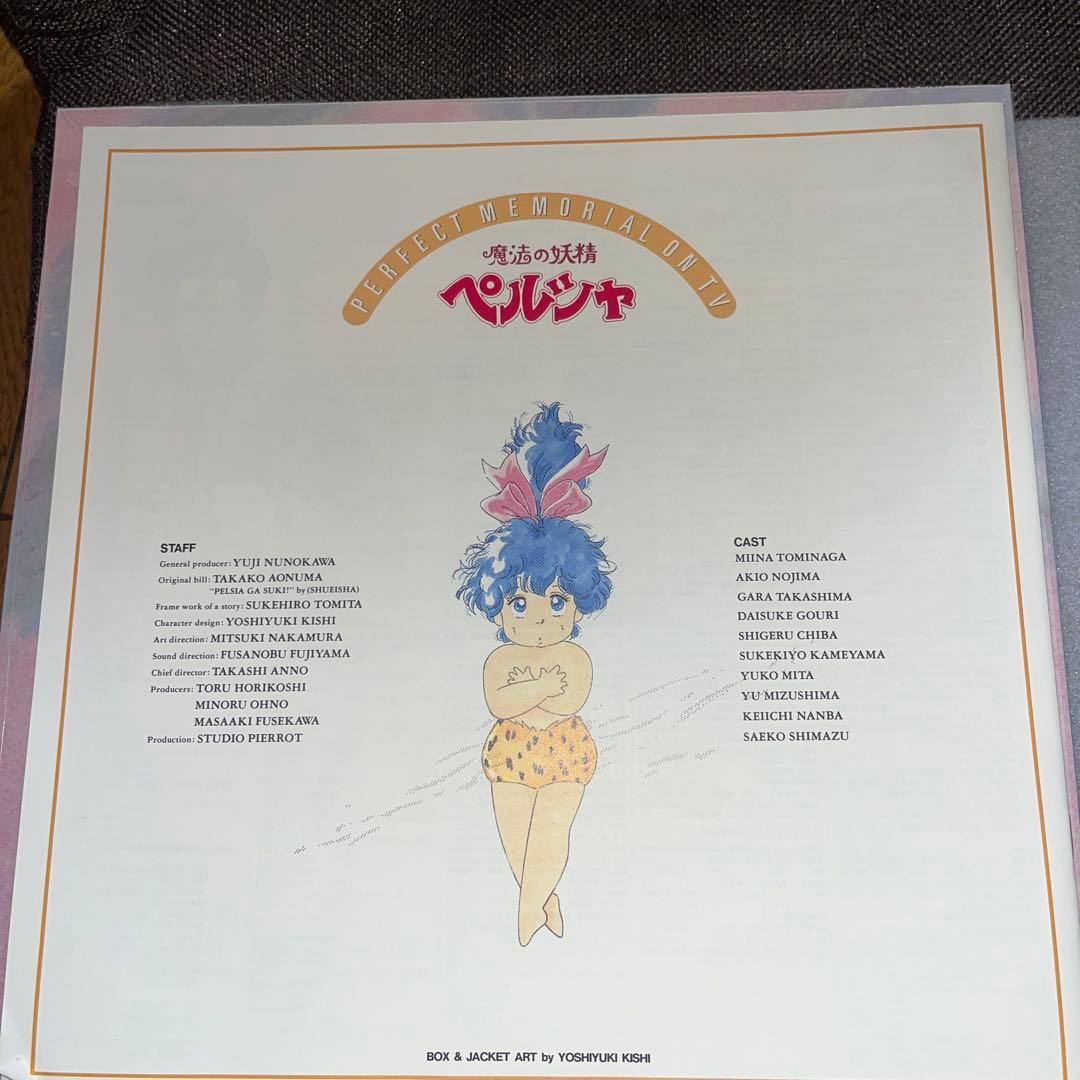 PERFECT MEMORIAL ON TV
魔法の妖精
ペルシャ
STAFF
General producer: YUJI NUNOKAWA
Original bill: TAKAKO AONUMA
"PELSIA GA SUKI!" by (SHUEISHA)
Frame work of a story: SUKEHIRO TOMITA
Character design: YOSHIYUKI KISHI
Art direction: MITSUKI NAKAMURA
Sound direction: FUSANOBU FUJIYAMA
Chief director: TAKASHI ANNO
Producers: TORU HORIKOSHI
MINORU OHNO
MASAAKI FUSEKAWA
Production: STUDIO PIERROT
CAST
MIINA TOMINAGA
AKIO NOJIMA
GARA TAKASHIMA
DAISUKE GOURI
SHIGERU CHIBA
SUKEKIYO KAMEYAMA
YUKO MITA
YU MIZUSHIMA
KEIICHI NANBA
SAEKO SHIMAZU
BOX & JACKET ART by YOSHIYUKI KISHI